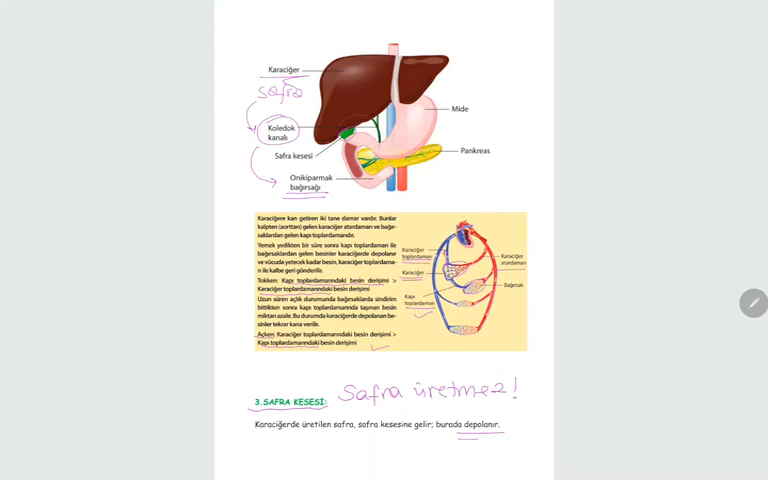 Karaciğer
safra
Mide
Koledok
kanalı
Safra kesesi
Pankreas
Onikiparmak
bağırsağı
Karaciğere kan getiren iki tane damar vardır. Bunlar
kalpten (aorttan) gelen karaciğer atardamarı ve bağır-
saklardan gelen kapı toplardamarıdır.
Yemek yedikten bir süre sonra kapı toplardamarı ile
bağırsaklardan gelen besinler karaciğerde depolanır
ve vücuda yetecek kadar besin, karaciğer toplardama-
rı ile kalbe geri gönderilir.
Tokken: Kapı toplardamarındaki besin derişimi >
Karaciğer toplardamarındaki besin derişimi
Uzun süren açlık durumunda bağırsaklarda sindirim
bittikten sonra kapı toplardamarında taşınan besin
miktarı azalır. Bu durumda karaciğerde depolanan be-
sinler tekrar kana verilir.
Açken: Karaciğer toplardamarındaki besin derişimi >
Kapı toplardamarındaki besin derişimi
Karaciğer
toplardamarı
Karaciğer
atardamarı
Karaciğer
Bağırsak
Kapı
toplardamarı
Safra üretmez!
3.SAFRA KESESİ:
Karaciğerde üretilen safra, safra kesesine gelir; burada depolanır.